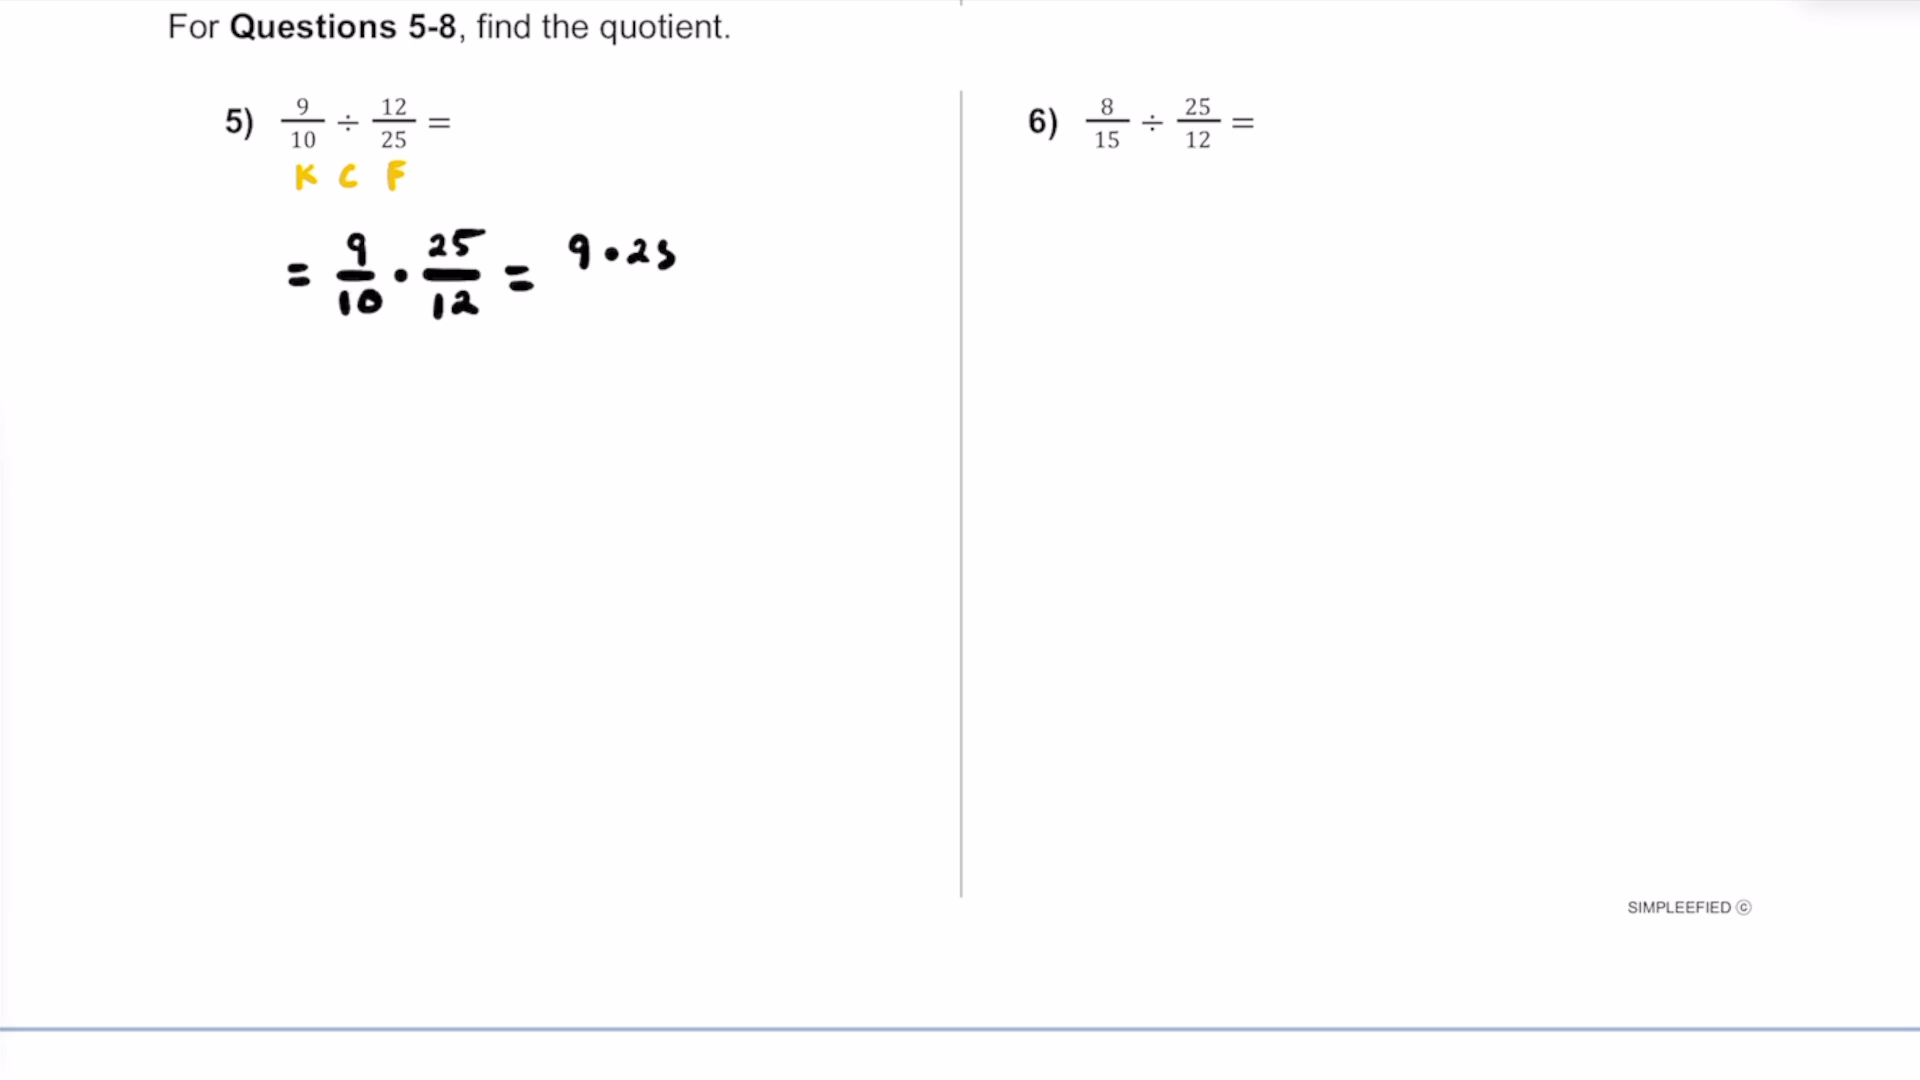 For Questions 5-8, find the quotient.
5) 9/10 ÷ 12/25 =
K C F
= 9/10 • 25/12 = 9•25
6) 8/15 ÷ 25/12 =
SIMPLEEFIED ©